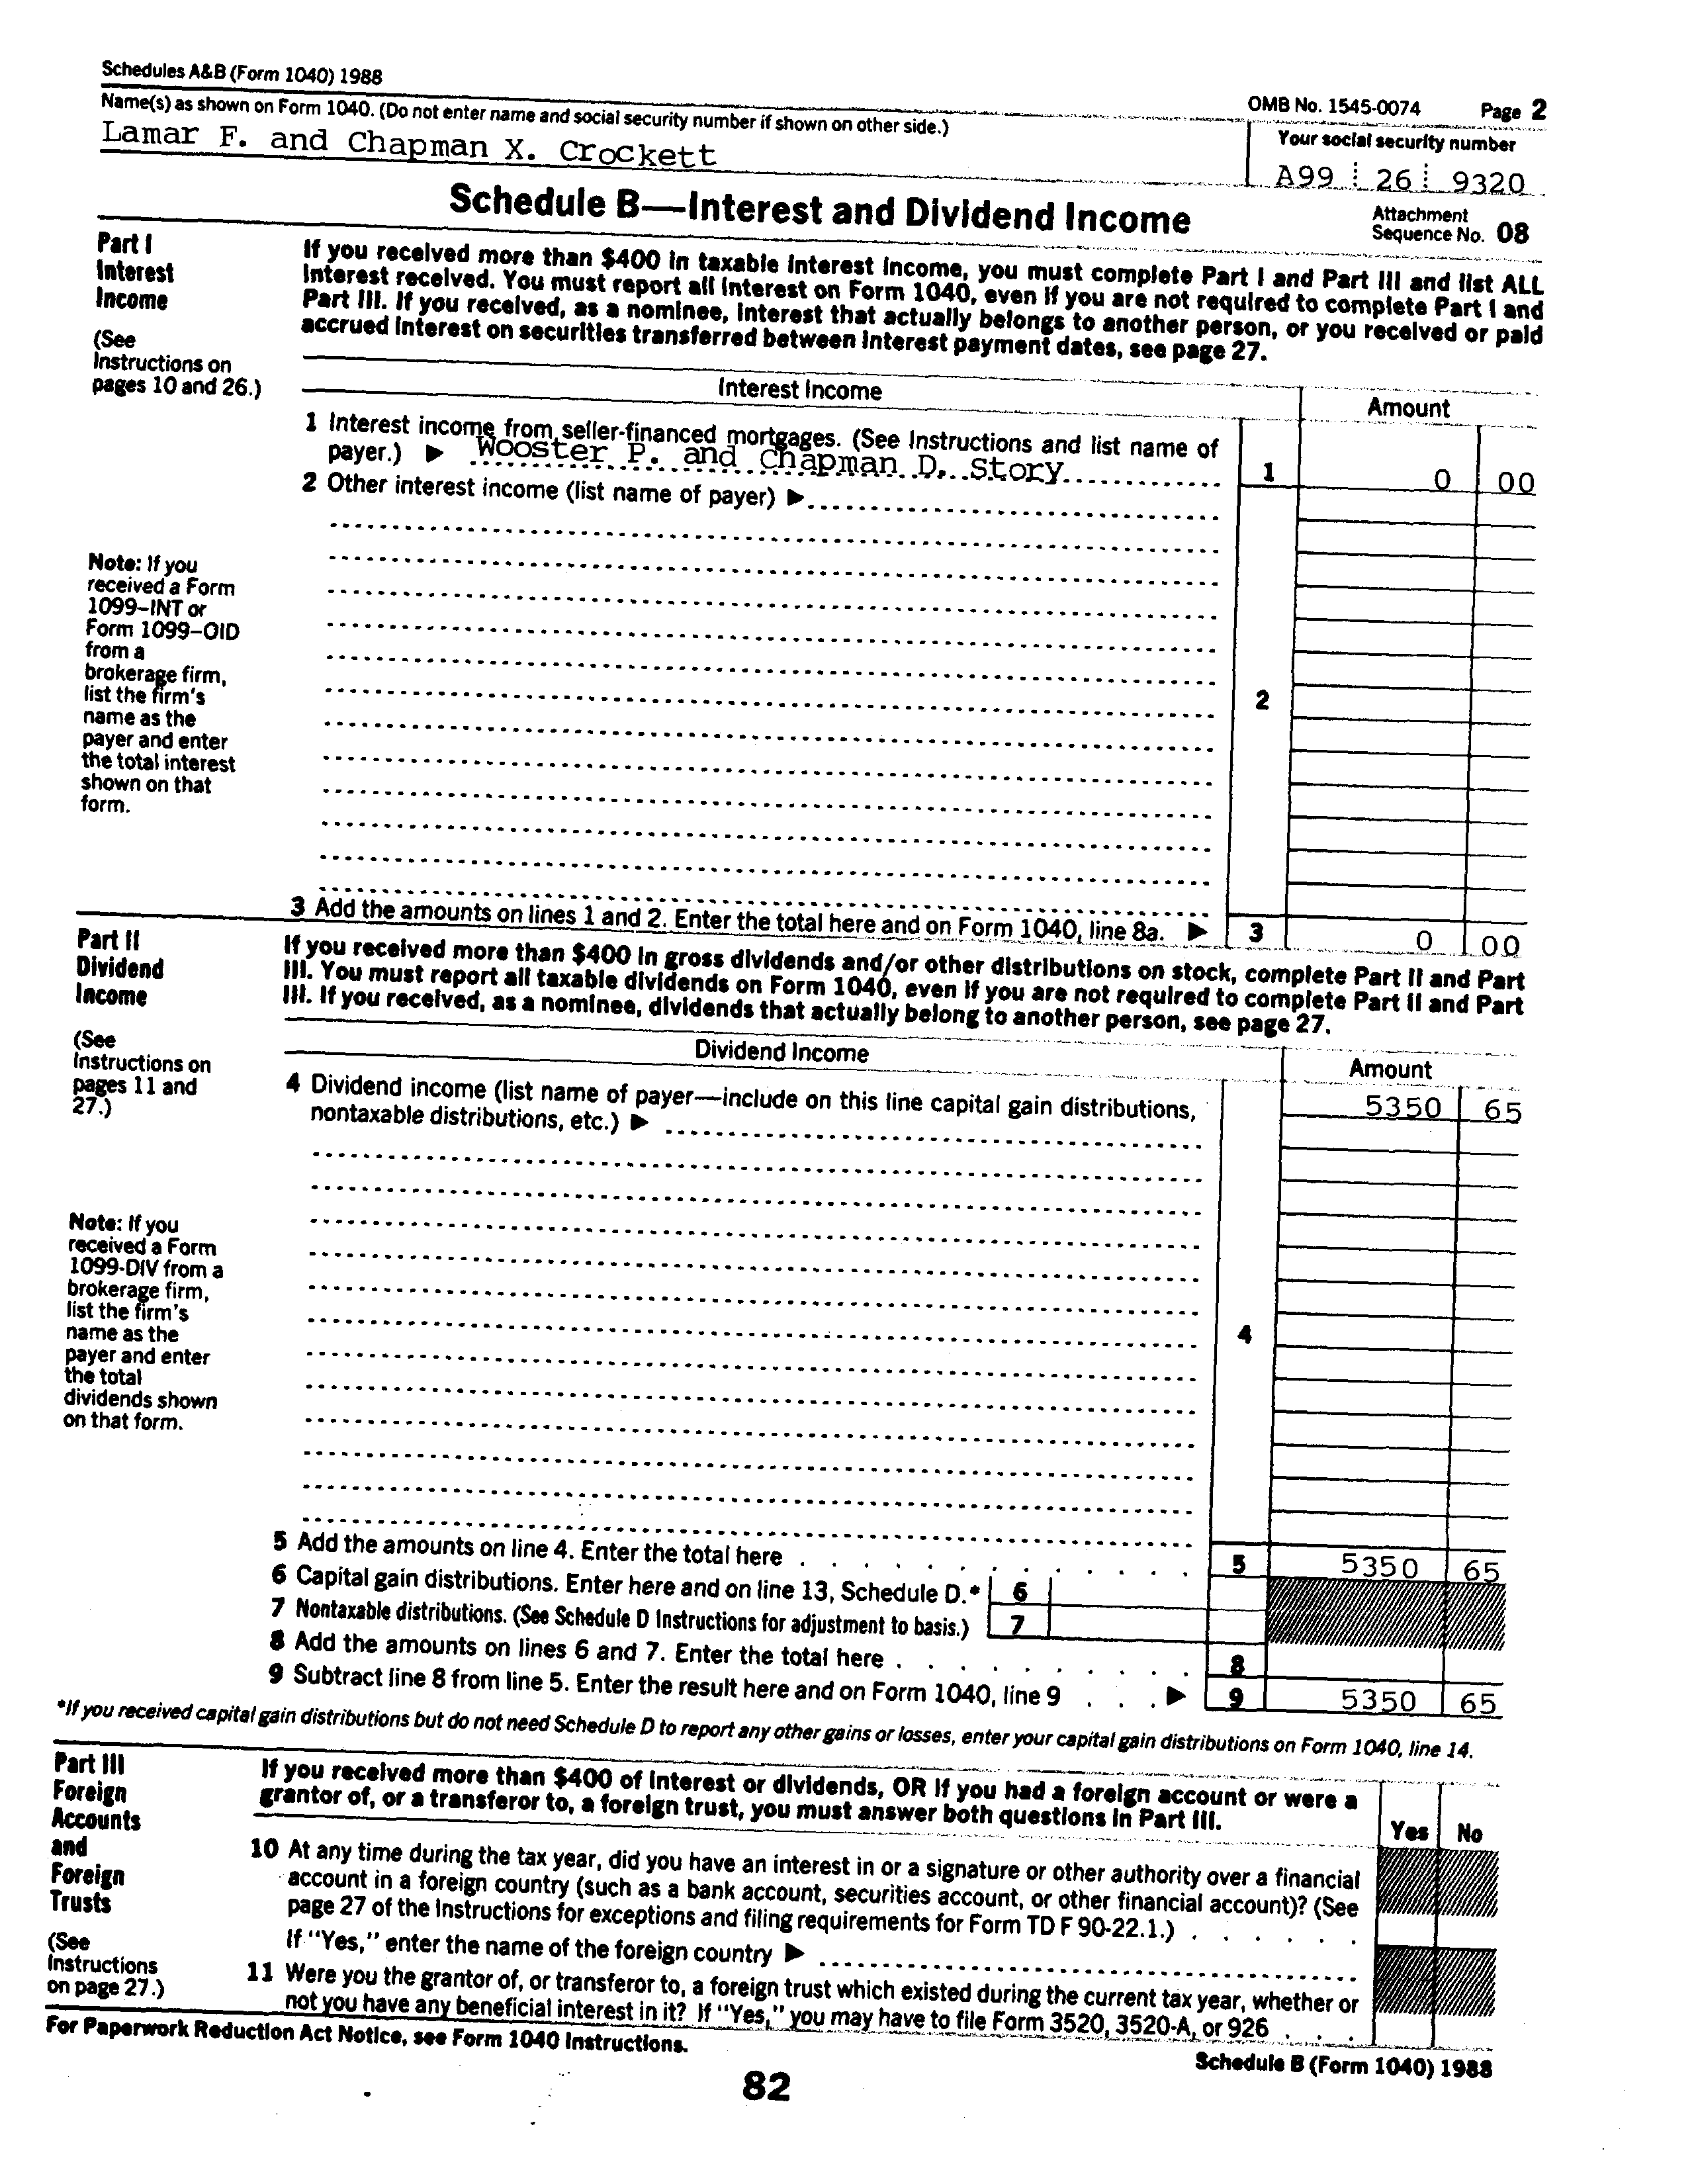 Schedules A&B (Form 1040) 1988
OMB No. 1545-0074 Page 2
Name(s) as shown on Form 1040. (Do not enter name and social security number if shown on other side.)
Your social security number
Lamar F. and Chapman X. Crockett
A99 26 9320
Schedule B—Interest and Dividend Income
Attachment
Sequence No. 08
Part I
Interest
Income
(See
Instructions on
pages 10 and 26.)
If you received more than $400 in taxable interest income, you must complete Part I and Part III and list ALL
interest received. You must report all interest on Form 1040, even if you are not required to complete Part I and
Part III. If you received, as a nominee, interest that actually belongs to another person, or you received or paid
accrued interest on securities transferred between interest payment dates, see page 27.
Interest Income
Amount
1 Interest income from seller-financed mortgages. (See Instructions and list name of
payer.) ▶ Wooster P. and Chapman D. Story
1 0 00
2 Other interest income (list name of payer) ▶
Note: If you
received a Form
1099–INT or
Form 1099–OID
from a
brokerage firm,
list the firm's
name as the
payer and enter
the total interest
shown on that
form.
2
3 Add the amounts on lines 1 and 2. Enter the total here and on Form 1040, line 8a. ▶ 3 0 00
Part II
Dividend
Income
(See
Instructions on
pages 11 and
27.)
If you received more than $400 in gross dividends and/or other distributions on stock, complete Part II and Part
III. You must report all taxable dividends on Form 1040, even if you are not required to complete Part II and Part
III. If you received, as a nominee, dividends that actually belong to another person, see page 27.
Dividend Income
Amount
4 Dividend income (list name of payer—include on this line capital gain distributions,
nontaxable distributions, etc.) ▶
5350 65
Note: If you
received a Form
1099-DIV from a
brokerage firm,
list the firm's
name as the
payer and enter
the total
dividends shown
on that form.
4
5 Add the amounts on line 4. Enter the total here . . . . . . . . . . 5 5350 65
6 Capital gain distributions. Enter here and on line 13, Schedule D.* 6
7 Nontaxable distributions. (See Schedule D Instructions for adjustment to basis.) 7
8 Add the amounts on lines 6 and 7. Enter the total here . . . . . . . . . . 8
9 Subtract line 8 from line 5. Enter the result here and on Form 1040, line 9 . . . ▶ 9 5350 65
*If you received capital gain distributions but do not need Schedule D to report any other gains or losses, enter your capital gain distributions on Form 1040, line 14.
Part III
Foreign
Accounts
and
Foreign
Trusts
(See
Instructions
on page 27.)
If you received more than $400 of interest or dividends, OR if you had a foreign account or were a
grantor of, or a transferor to, a foreign trust, you must answer both questions in Part III.
Yes No
10 At any time during the tax year, did you have an interest in or a signature or other authority over a financial
account in a foreign country (such as a bank account, securities account, or other financial account)? (See
page 27 of the Instructions for exceptions and filing requirements for Form TD F 90-22.1.) . . . . . .
If "Yes," enter the name of the foreign country ▶
11 Were you the grantor of, or transferor to, a foreign trust which existed during the current tax year, whether or
not you have any beneficial interest in it? If "Yes," you may have to file Form 3520, 3520-A, or 926 . . .
For Paperwork Reduction Act Notice, see Form 1040 Instructions.
Schedule B (Form 1040) 1988
82